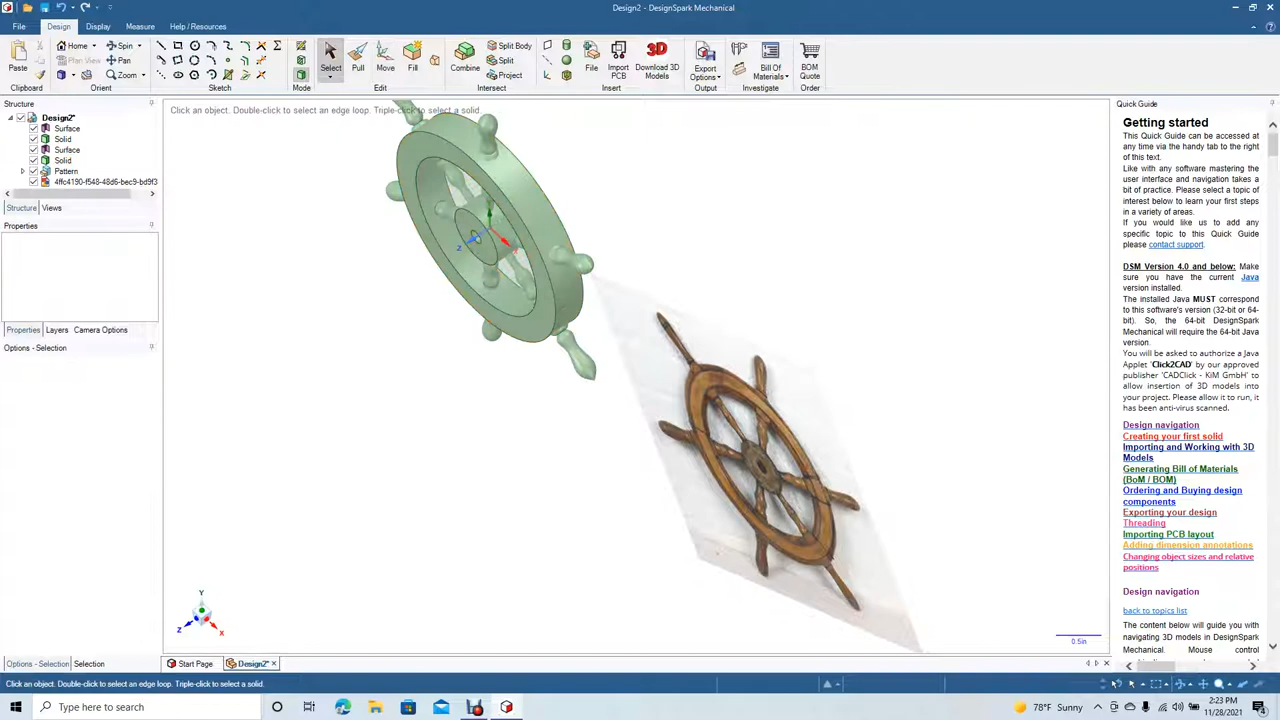 Design2 - DesignSpark Mechanical
File Design Display Measure Help / Resources
Home Spin Split Body
Plan View Pan Split
Zoom Project
Paste Select Pull Move Fill Combine File Import PCB Download 3D Models Export Options Bill Of Materials BOM Quote
Clipboard Orient Sketch Mode Edit Intersect Insert Output Investigate Order
Structure
Design2*
Surface
Solid
Surface
Solid
Pattern
4ffc4190-f548-48d6-bec9-bd9f3
Structure Views
Properties
Properties Layers Camera Options
Options - Selection
Click an object. Double-click to select an edge loop. Triple-click to select a solid.
Z
X
Y
Z
X
0.5in
Quick Guide
Getting started
This Quick Guide can be accessed at
any time via the handy tab to the right
of this text.
Like with any software mastering the
user interface and navigation takes a
bit of practice. Please select a topic of
interest below to learn your first steps
in a variety of areas.
If you would like us to add any
specific topic to this Quick Guide
please contact support.
DSM Version 4.0 and below: Make
sure you have the current Java
version installed.
The installed Java MUST correspond
to this software's version (32-bit or 64-
bit). So, the 64-bit DesignSpark
Mechanical will require the 64-bit Java
version.
You will be asked to authorize a Java
Applet 'Click2CAD' by our approved
publisher 'CADClick - KiM GmbH' to
allow insertion of 3D models into
your project. Please allow it to run, it
has been anti-virus scanned.
Design navigation
Creating your first solid
Importing and Working with 3D
Models
Generating Bill of Materials
(BoM / BOM)
Ordering and Buying design
components
Exporting your design
Threading
Importing PCB layout
Adding dimension annotations
Changing object sizes and relative
positions
Design navigation
back to topics list
The content below will guide you with
navigating 3D models in DesignSpark
Mechanical. Mouse control
Options - Selection Selection
Start Page Design2*
Click an object. Double-click to select an edge loop. Triple-click to select a solid.
Type here to search
78°F Sunny
2:23 PM
11/28/2021
4